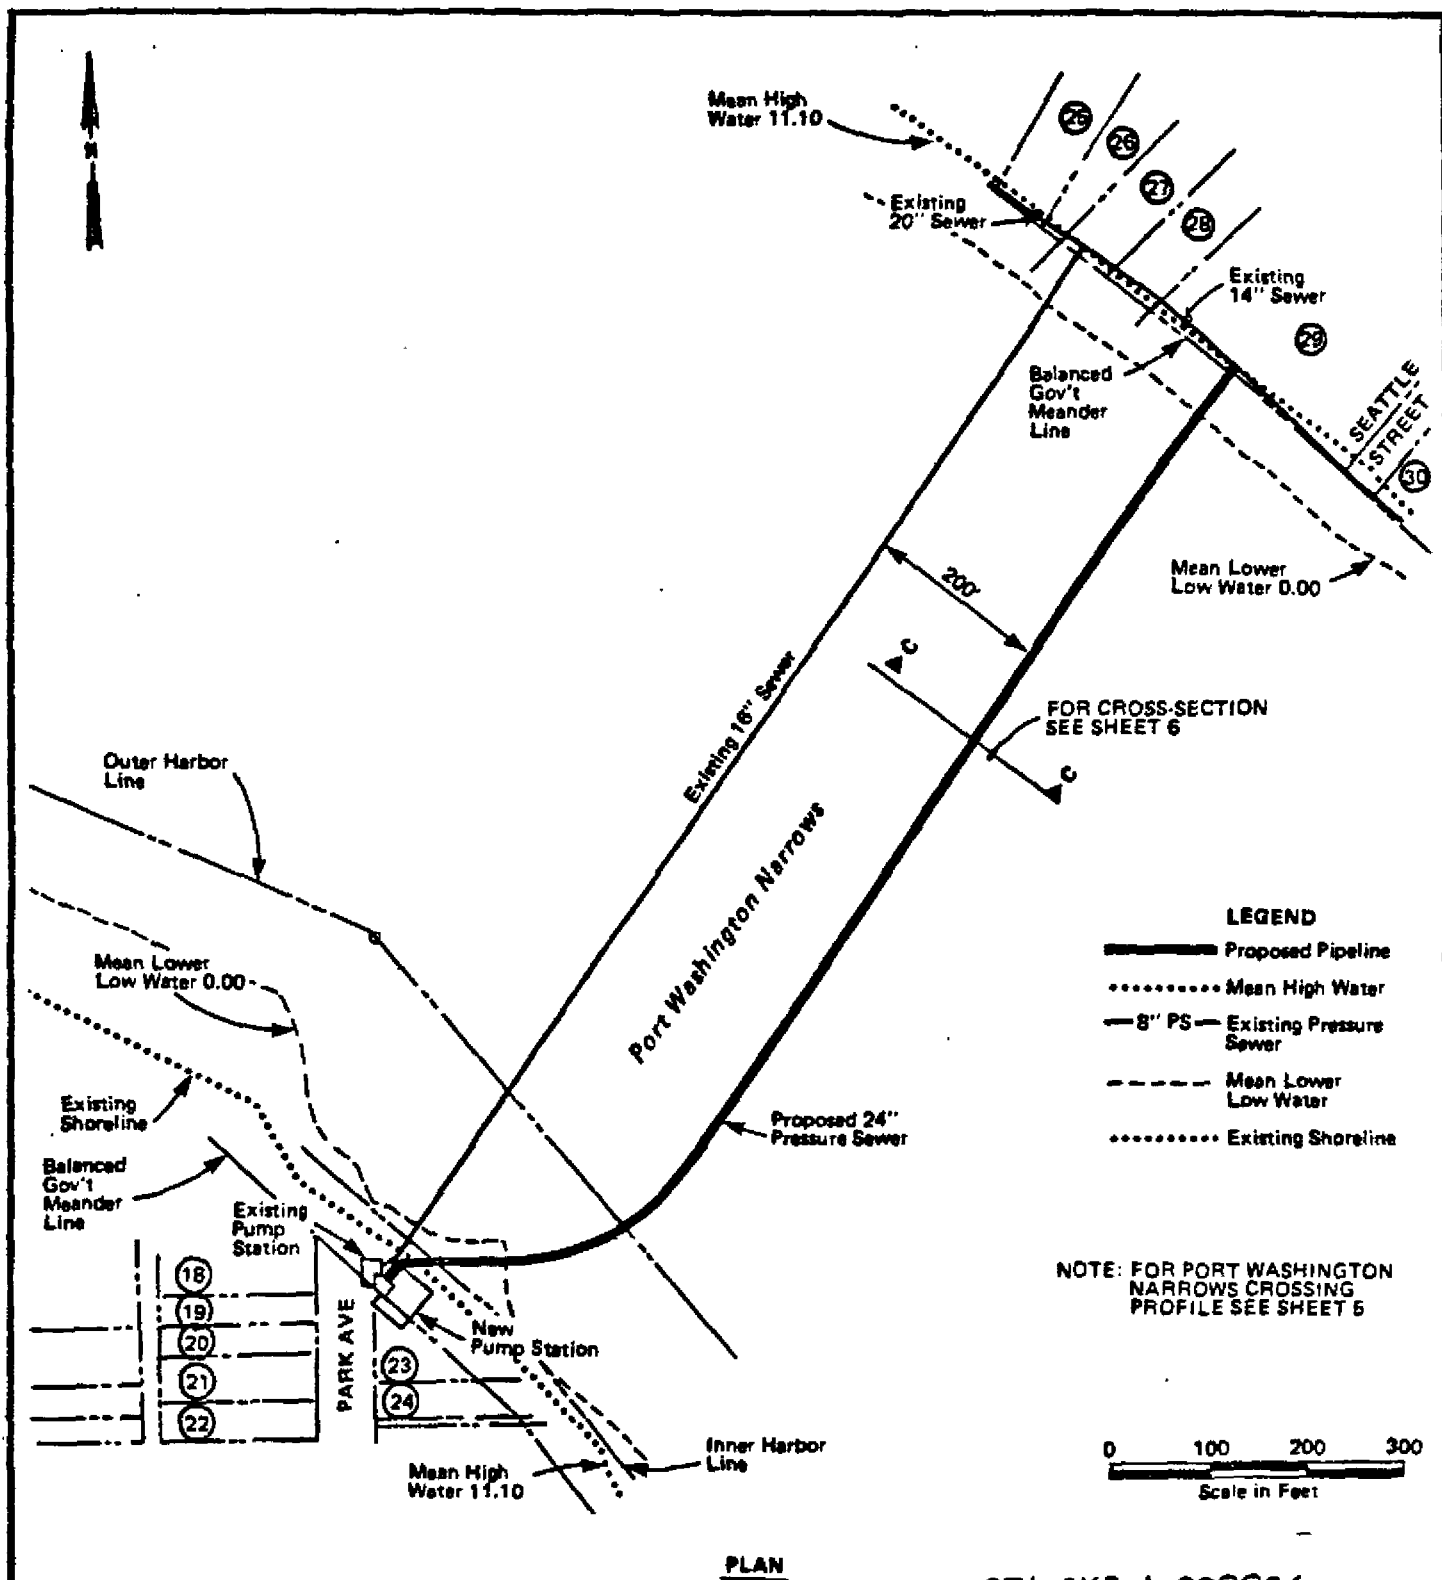 N
Mean High
Water 11.10
25
26
27
28
Existing
20" Sewer
Existing
14" Sewer
29
Balanced
Gov't
Meander
Line
SEATTLE
STREET
30
Mean Lower
Low Water 0.00
200'
C
FOR CROSS-SECTION
SEE SHEET 6
C
Existing 16" Sewer
Port Washington Narrows
Outer Harbor
Line
Mean Lower
Low Water 0.00
Existing
Shoreline
Balanced
Gov't
Meander
Line
Existing
Pump
Station
Proposed 24"
Pressure Sewer
LEGEND
Proposed Pipeline
Mean High Water
8" PS Existing Pressure
Sewer
Mean Lower
Low Water
Existing Shoreline
NOTE: FOR PORT WASHINGTON
NARROWS CROSSING
PROFILE SEE SHEET 5
18
19
20
21
22
PARK AVE
New
Pump Station
23
24
Mean High
Water 11.10
Inner Harbor
Line
0 100 200 300
Scale in Feet
PLAN